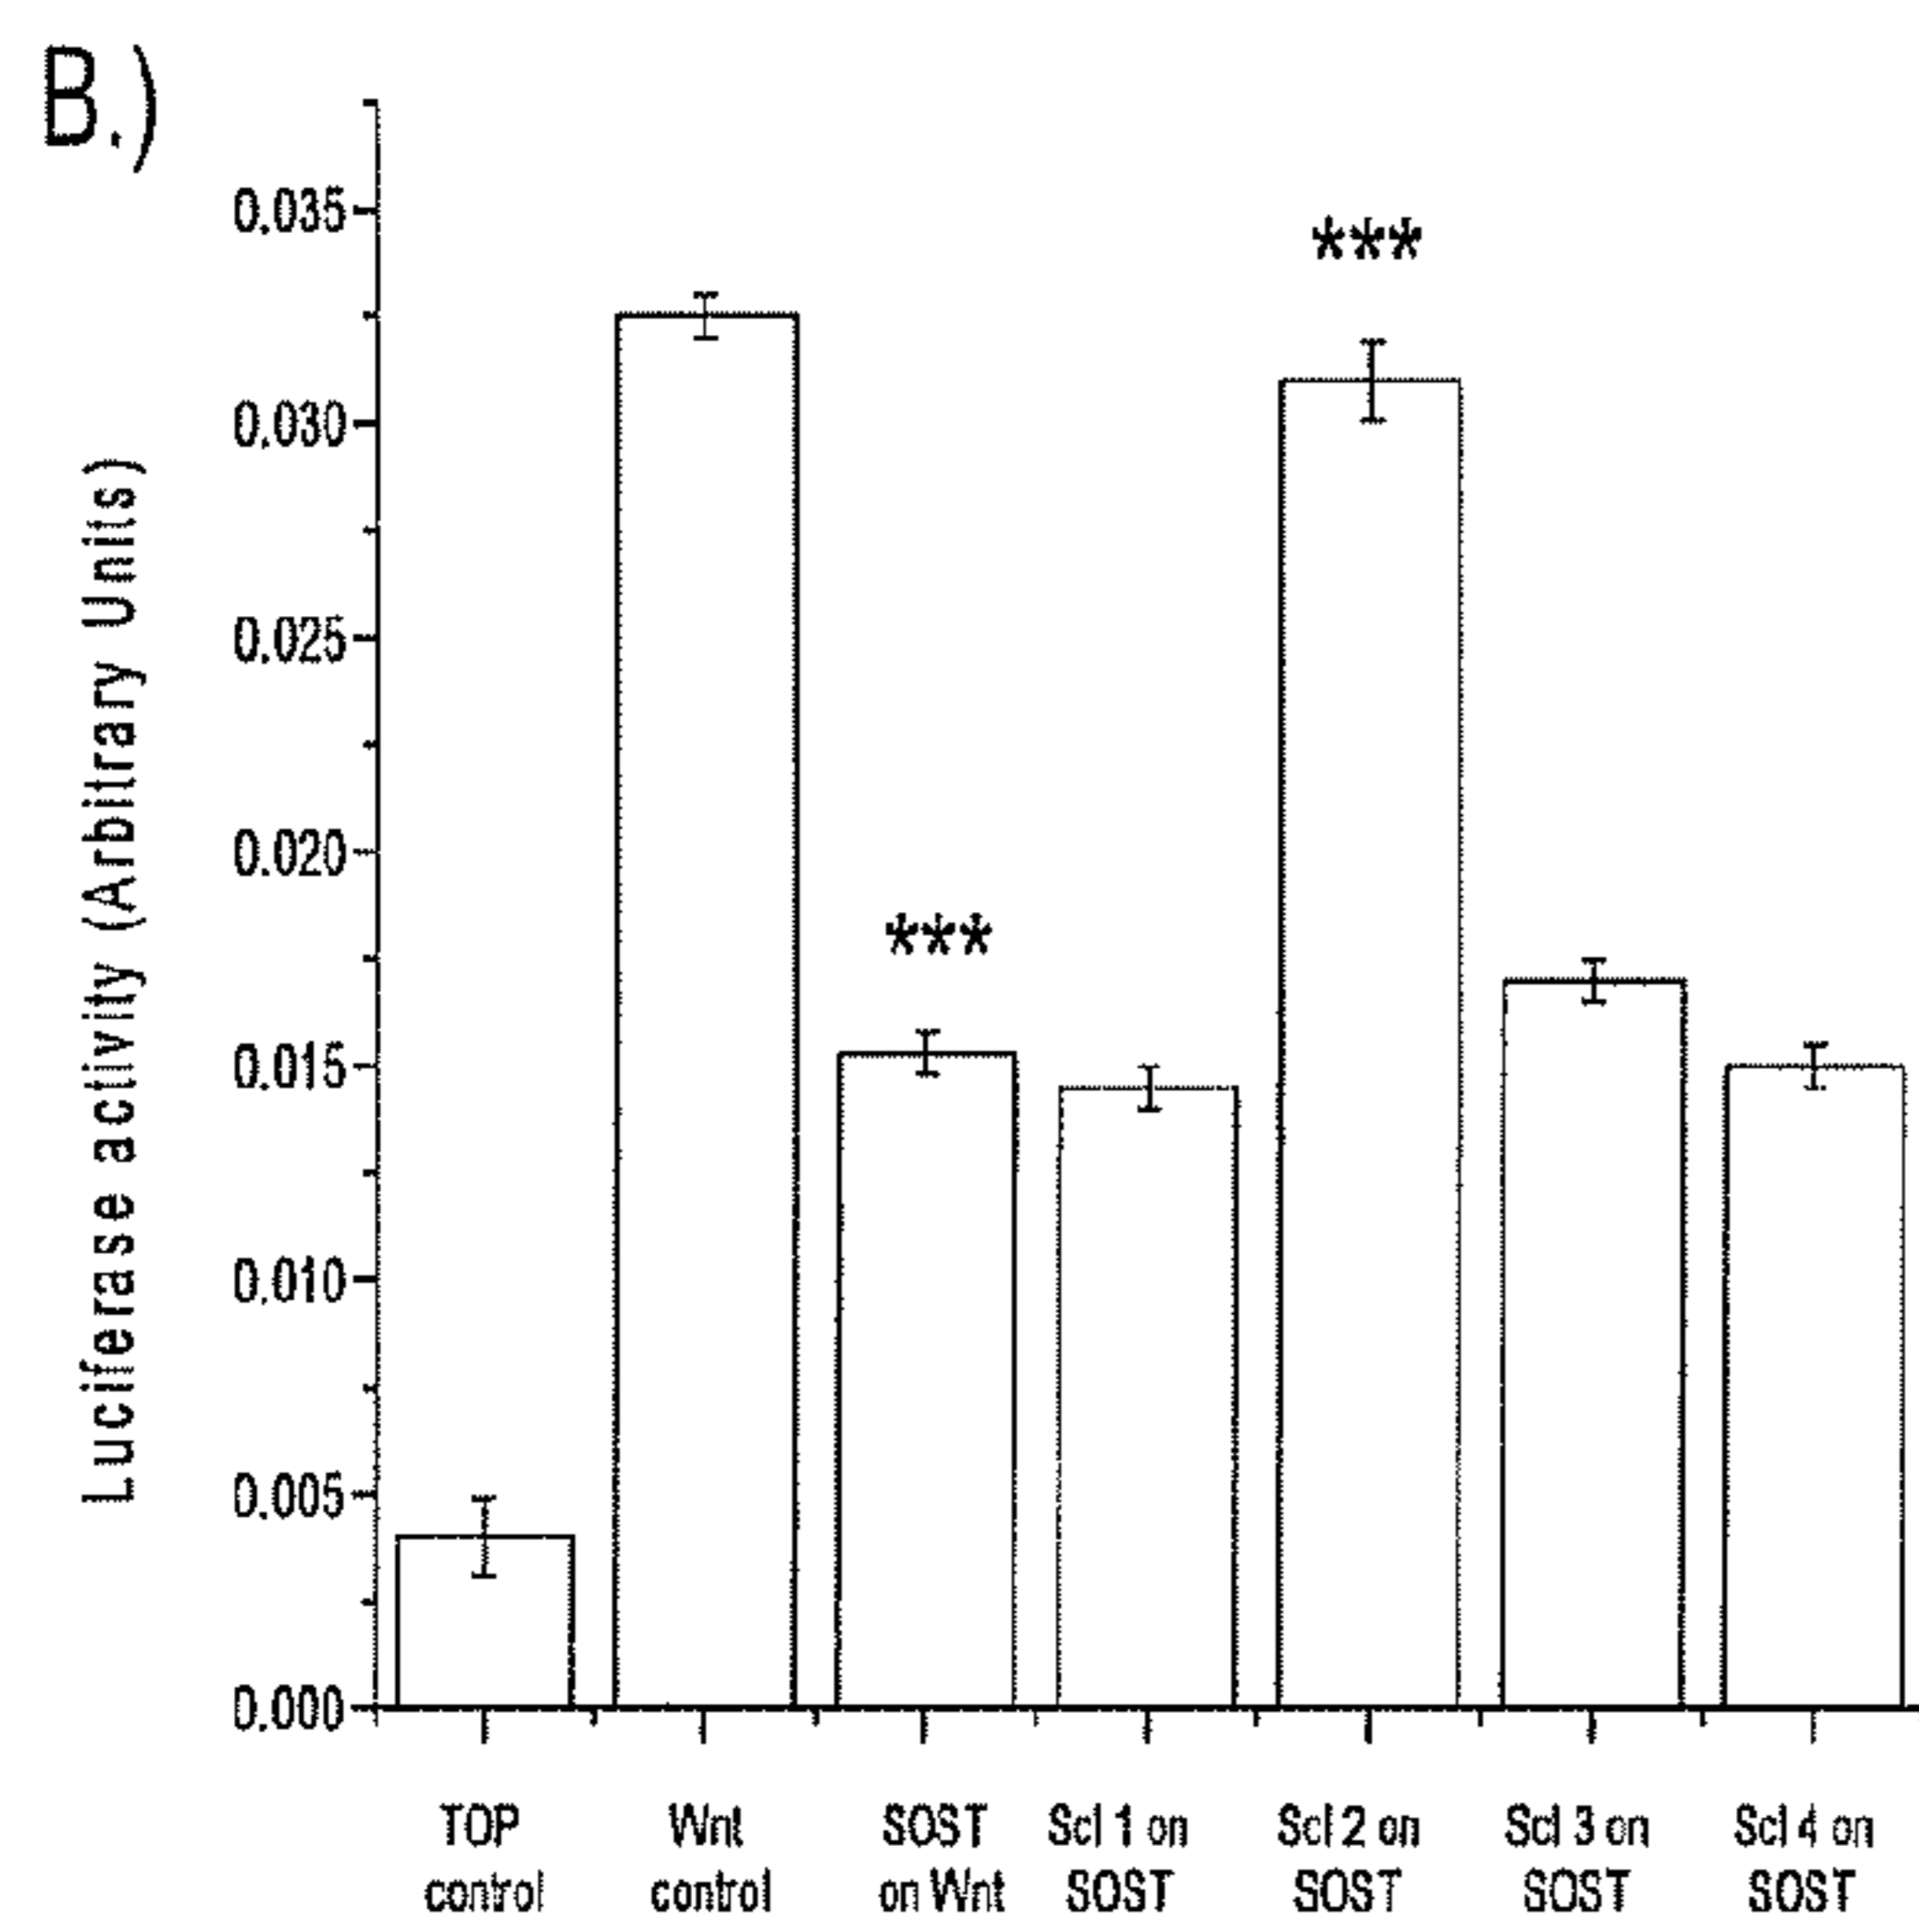 B.)
Luciferase activity (Arbitrary Units)
0.035
0.030
0.025
0.020
0.015
0.010
0.005
0.000
***
***
TOP
control
Wnt
control
SOST
on Wnt
Scl 1 on
SOST
Scl 2 on
SOST
Scl 3 on
SOST
Scl 4 on
SOST